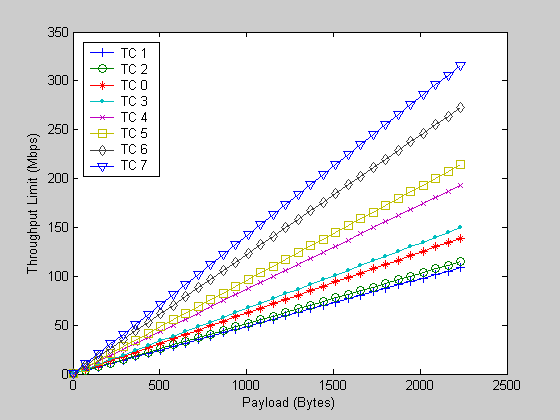 350
300
250
200
150
100
50
0
Throughput Limit (Mbps)
TC 1
TC 2
TC 0
TC 3
TC 4
TC 5
TC 6
TC 7
0 500 1000 1500 2000 2500
Payload (Bytes)